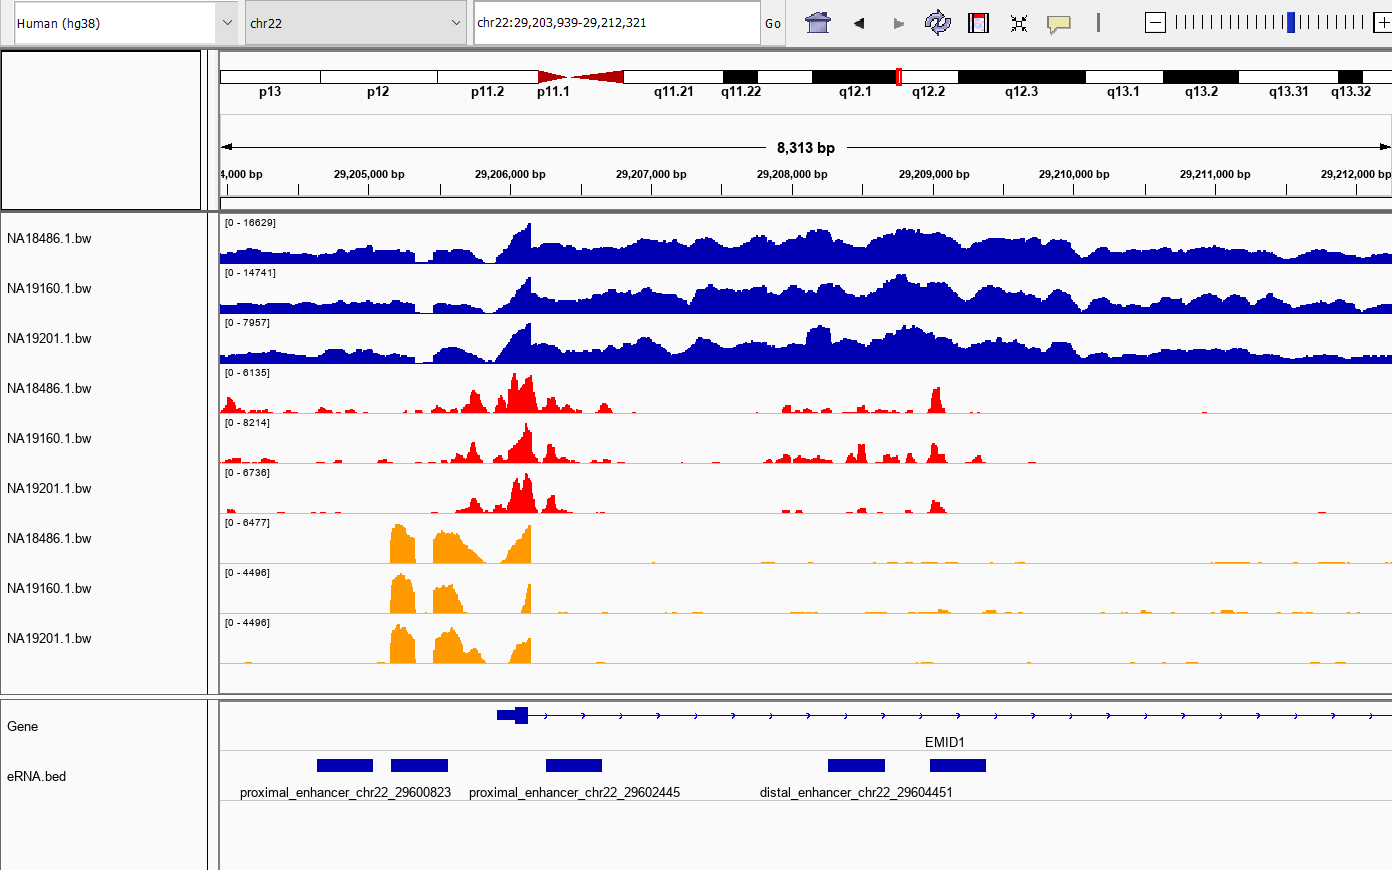 Human (hg38)
chr22
chr22:29,203,939-29,212,321
Go
p13 p12 p11.2 p11.1 q11.21 q11.22 q12.1 q12.2 q12.3 q13.1 q13.2 q13.31 q13.32
8,313 bp
4,000 bp 29,205,000 bp 29,206,000 bp 29,207,000 bp 29,208,000 bp 29,209,000 bp 29,210,000 bp 29,211,000 bp 29,212,000 bp
NA18486.1.bw [0 - 16629]
NA19160.1.bw [0 - 14741]
NA19201.1.bw [0 - 7957]
NA18486.1.bw [0 - 6135]
NA19160.1.bw [0 - 8214]
NA19201.1.bw [0 - 6736]
NA18486.1.bw [0 - 6477]
NA19160.1.bw [0 - 4496]
NA19201.1.bw [0 - 4496]
Gene
EMID1
eRNA.bed
proximal_enhancer_chr22_29600823 proximal_enhancer_chr22_29602445 distal_enhancer_chr22_29604451